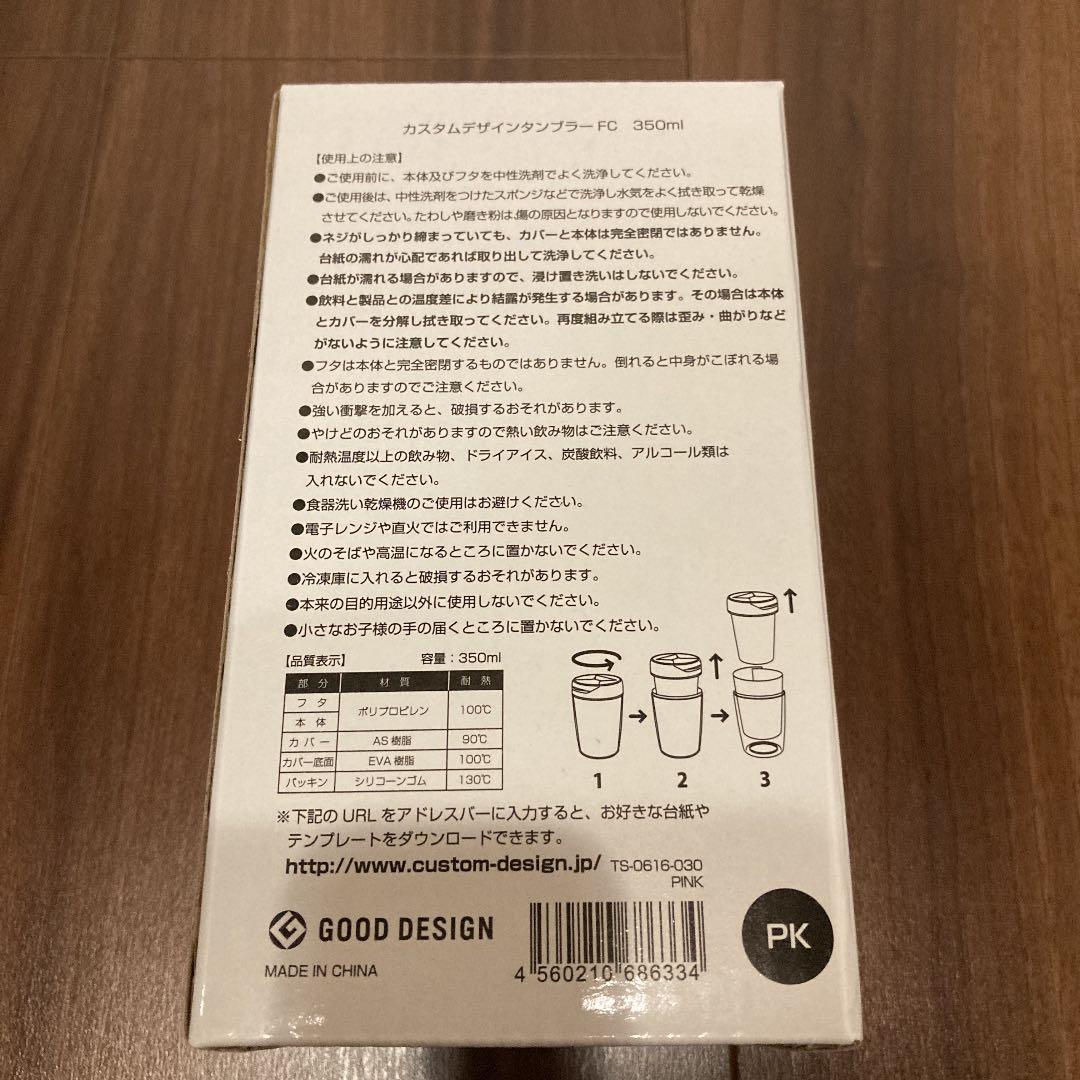 カスタムデザインタンブラー FC 350ml
【使用上の注意】
●ご使用前に、本体及びフタを中性洗剤でよく洗浄してください。
●ご使用後は、中性洗剤をつけたスポンジなどで洗浄し水気をよく拭き取って乾燥
させてください。たわしや磨き粉は、傷の原因となりますので使用しないでください。
●ネジがしっかり締まっていても、カバーと本体は完全密閉ではありません。
台紙の濡れが心配であれば取り出して洗浄してください。
●台紙が濡れる場合がありますので、浸け置き洗いはしないでください。
●飲料と製品との温度差により結露が発生する場合があります。その場合は本体
とカバーを分解し拭き取ってください。再度組み立てる際は歪み・曲がりなど
がないように注意してください。
●フタは本体と完全密閉するものではありません。倒れると中身がこぼれる場
合がありますのでご注意ください。
●強い衝撃を加えると、破損するおそれがあります。
●やけどのおそれがありますので熱い飲み物はご注意ください。
●耐熱温度以上の飲み物、ドライアイス、炭酸飲料、アルコール類は
入れないでください。
●食器洗い乾燥機のご使用はお避けください。
●電子レンジや直火ではご利用できません。
●火のそばや高温になるところに置かないでください。
●冷凍庫に入れると破損するおそれがあります。
●本来の目的用途以外に使用しないでください。
●小さなお子様の手の届くところに置かないでください。
【品質表示】 容量：350ml
部分 材質 耐熱
フタ
本体 ポリプロピレン 100℃
カバー AS樹脂 90℃
カバー底面 EVA樹脂 100℃
パッキン シリコーンゴム 130℃
1 2 3
※下記の URL をアドレスバーに入力すると、お好きな台紙や
テンプレートをダウンロードできます。
http://www.custom-design.jp/ TS-0616-030
PINK
GOOD DESIGN
PK
MADE IN CHINA
4 560210 686334